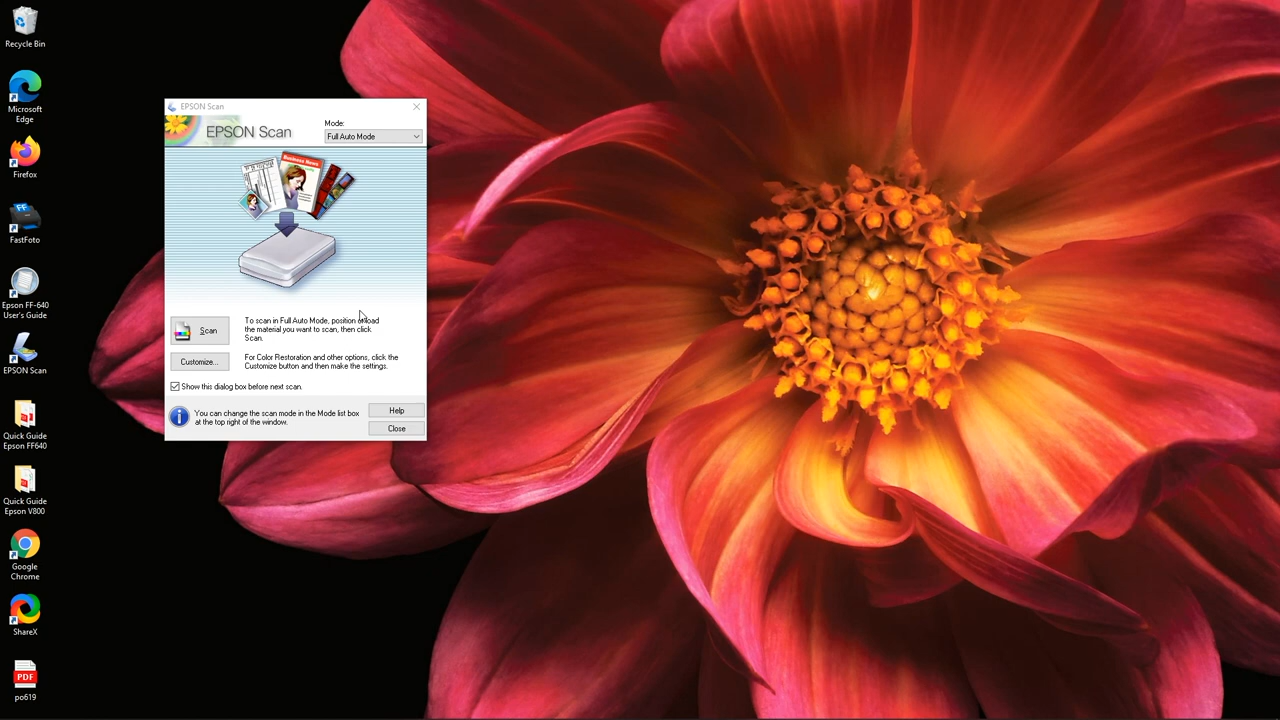 Recycle Bin
Microsoft
Edge
Firefox
FF
FastFoto
Epson FF-640
User's Guide
EPSON Scan
Quick Guide
Epson FF640
Quick Guide
Epson V800
Google
Chrome
ShareX
PDF
po619
EPSON Scan
EPSON Scan
Mode:
Full Auto Mode
Business News
Scan
To scan in Full Auto Mode, position or load
the material you want to scan, then click
Scan.
Customize...
For Color Restoration and other options, click the
Customize button and then make the settings.
Show this dialog box before next scan.
You can change the scan mode in the Mode list box
at the top right of the window.
Help
Close